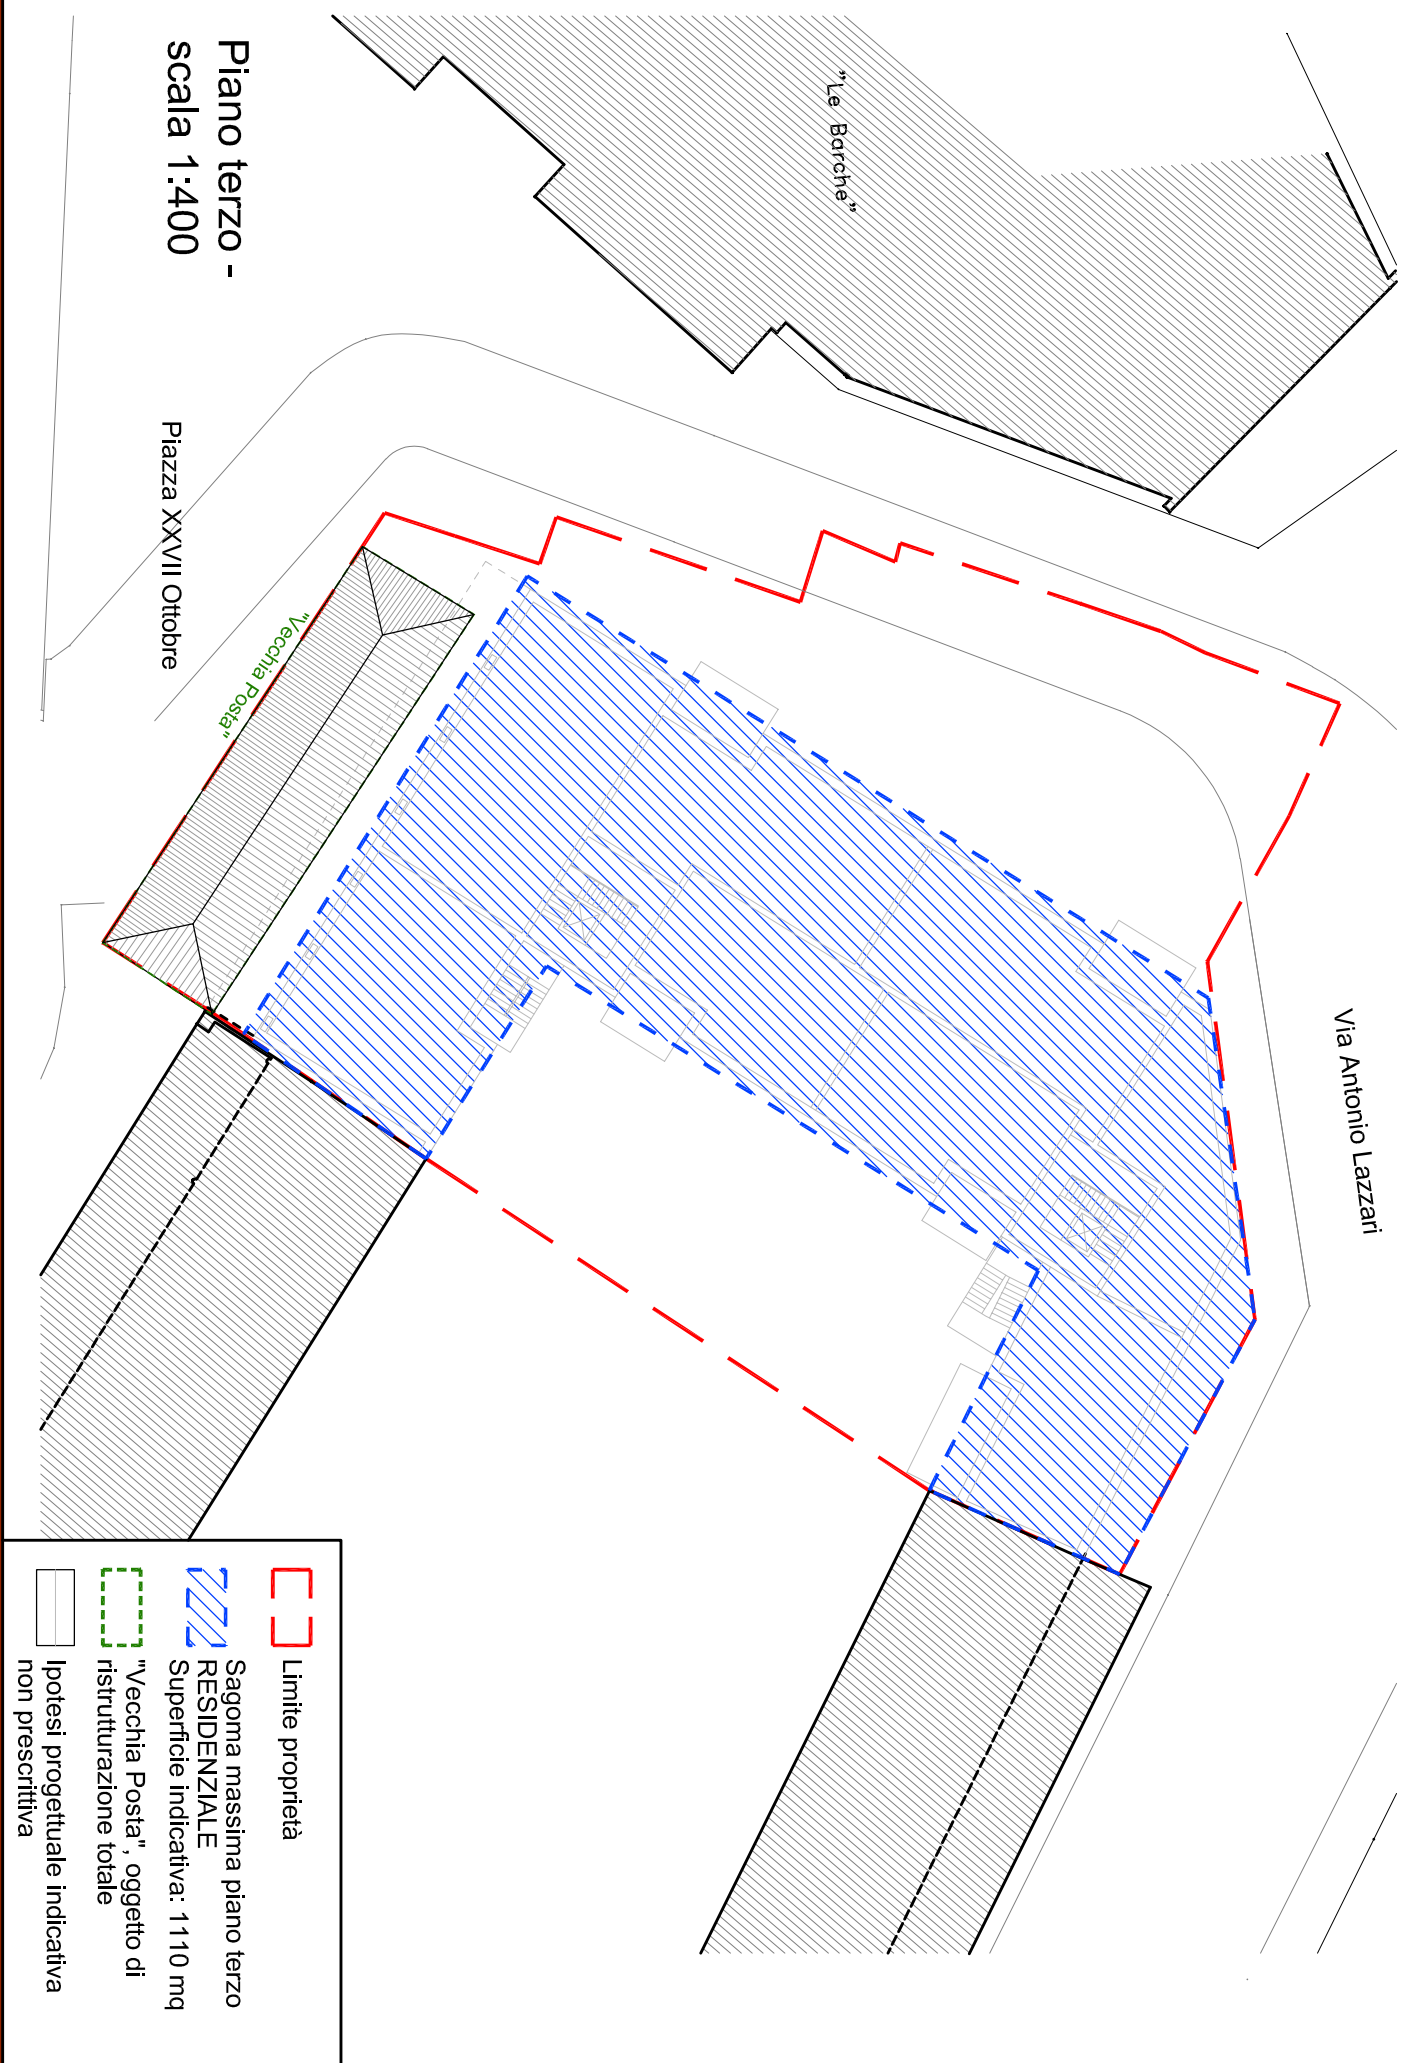 Piano terzo -
scala 1:400
"Le Barche"
Piazza XXVII Ottobre
"Vecchia Posta"
Via Antonio Lazzari
Limite proprietà
Sagoma massima piano terzo
RESIDENZIALE
Superficie indicativa: 1110 mq
"Vecchia Posta", oggetto di
ristrutturazione totale
Ipotesi progettuale indicativa
non prescrittiva